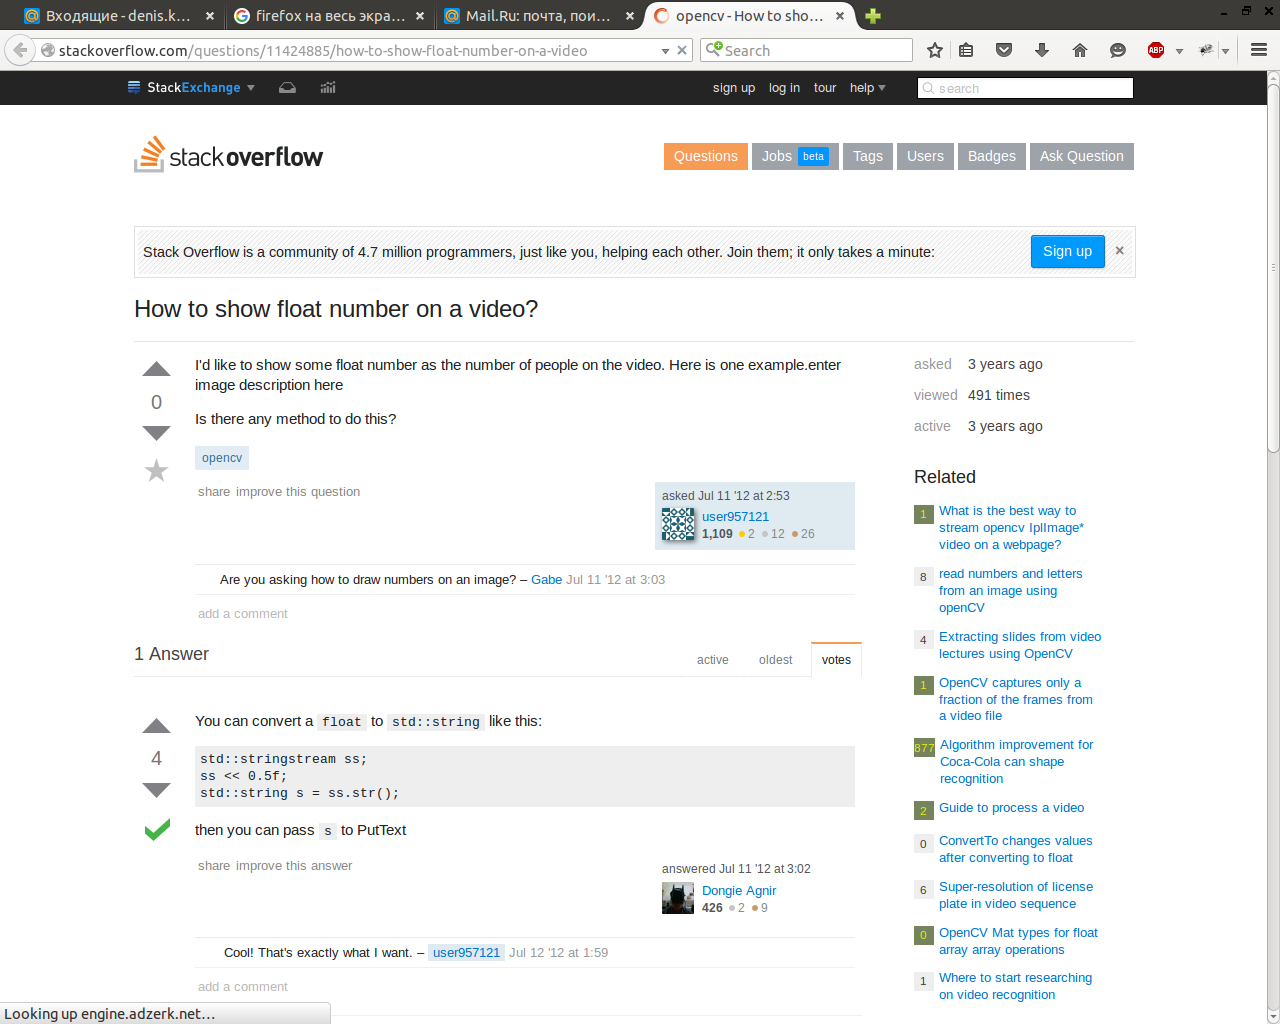 Входящие - denis.k...
firefox на весь экра...
Mail.Ru: почта, пои...
opencv - How to sho...
stackoverflow.com/questions/11424885/how-to-show-float-number-on-a-video
Search
ABP
StackExchange
sign up log in tour help
search
stackoverflow
Questions
Jobs beta
Tags
Users
Badges
Ask Question
Stack Overflow is a community of 4.7 million programmers, just like you, helping each other. Join them; it only takes a minute:
Sign up
How to show float number on a video?
0
I'd like to show some float number as the number of people on the video. Here is one example.enter
image description here
Is there any method to do this?
opencv
share improve this question
asked Jul 11 '12 at 2:53
user957121
1,109 2 12 26
Are you asking how to draw numbers on an image? – Gabe Jul 11 '12 at 3:03
add a comment
1 Answer
active
oldest
votes
4
You can convert a float to std::string like this:
std::stringstream ss;
ss << 0.5f;
std::string s = ss.str();
then you can pass s to PutText
share improve this answer
answered Jul 11 '12 at 3:02
Dongie Agnir
426 2 9
Cool! That's exactly what I want. – user957121 Jul 12 '12 at 1:59
add a comment
asked 3 years ago
viewed 491 times
active 3 years ago
Related
1 What is the best way to
stream opencv IplImage*
video on a webpage?
8 read numbers and letters
from an image using
openCV
4 Extracting slides from video
lectures using OpenCV
1 OpenCV captures only a
fraction of the frames from
a video file
877 Algorithm improvement for
Coca-Cola can shape
recognition
2 Guide to process a video
0 ConvertTo changes values
after converting to float
6 Super-resolution of license
plate in video sequence
0 OpenCV Mat types for float
array array operations
1 Where to start researching
on video recognition
Looking up engine.adzerk.net...